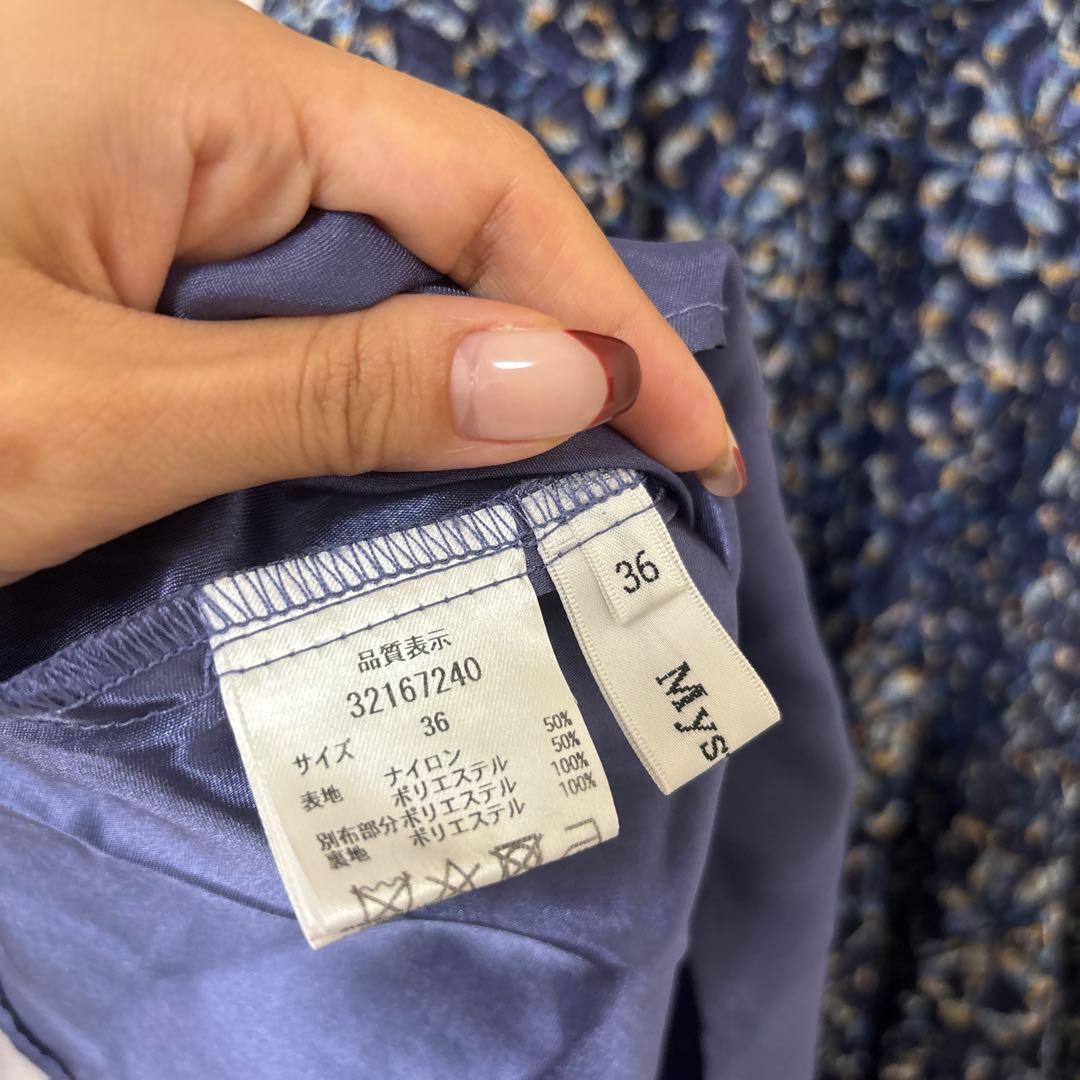 品質表示
32167240
サイズ 36
表地 ナイロン 50%
ポリエステル 50%
別布部分 ポリエステル 100%
裏地 ポリエステル 100%
36
Mys